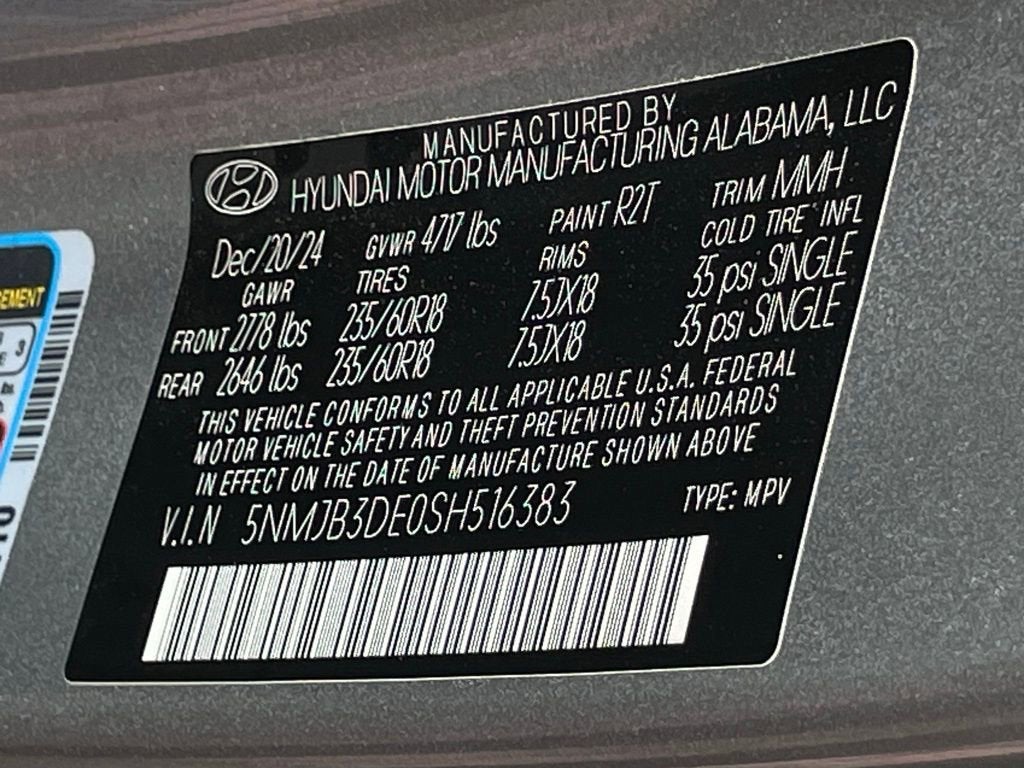 MANUFACTURED BY
HYUNDAI MOTOR MANUFACTURING ALABAMA, LLC
Dec/20/24 GVWR 4717 lbs PAINT R2T TRIM MMH
GAWR TIRES RIMS COLD TIRE INFL
FRONT 2778 lbs 235/60R18 7.5JX18 35 psi SINGLE
REAR 2646 lbs 235/60R18 7.5JX18 35 psi SINGLE
THIS VEHICLE CONFORMS TO ALL APPLICABLE U.S.A. FEDERAL
MOTOR VEHICLE SAFETY AND THEFT PREVENTION STANDARDS
IN EFFECT ON THE DATE OF MANUFACTURE SHOWN ABOVE
V.I.N 5NMJB3DE0SH516383 TYPE: MPV
3